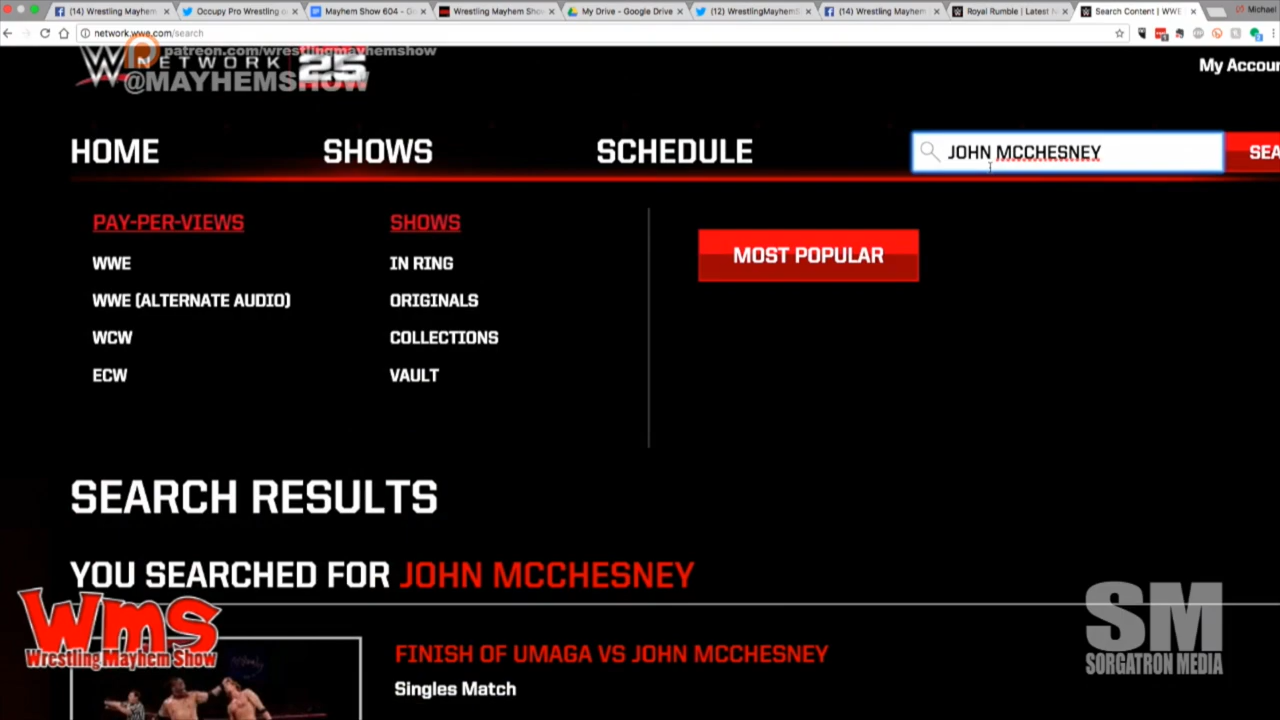 (14) Wrestling Mayhem
Occupy Pro Wrestling o
Mayhem Show 604 - Go
Wrestling Mayhem Sho
My Drive - Google Drive
(12) WrestlingMayhemS
(14) Wrestling Mayhem
Royal Rumble | Latest N
Search Content | WWE
Michael
network.wwe.com/search
patreon.com/wrestlingmayhemshow
W NETWORK 25
@MAYHEMSHOW
My Accoun
HOME
SHOWS
SCHEDULE
JOHN MCCHESNEY
SEA
PAY-PER-VIEWS
WWE
WWE (ALTERNATE AUDIO)
WCW
ECW
SHOWS
IN RING
ORIGINALS
COLLECTIONS
VAULT
MOST POPULAR
SEARCH RESULTS
YOU SEARCHED FOR JOHN MCCHESNEY
FINISH OF UMAGA VS JOHN MCCHESNEY
Singles Match
Wms
Wrestling Mayhem Show
SM
SORGATRON MEDIA